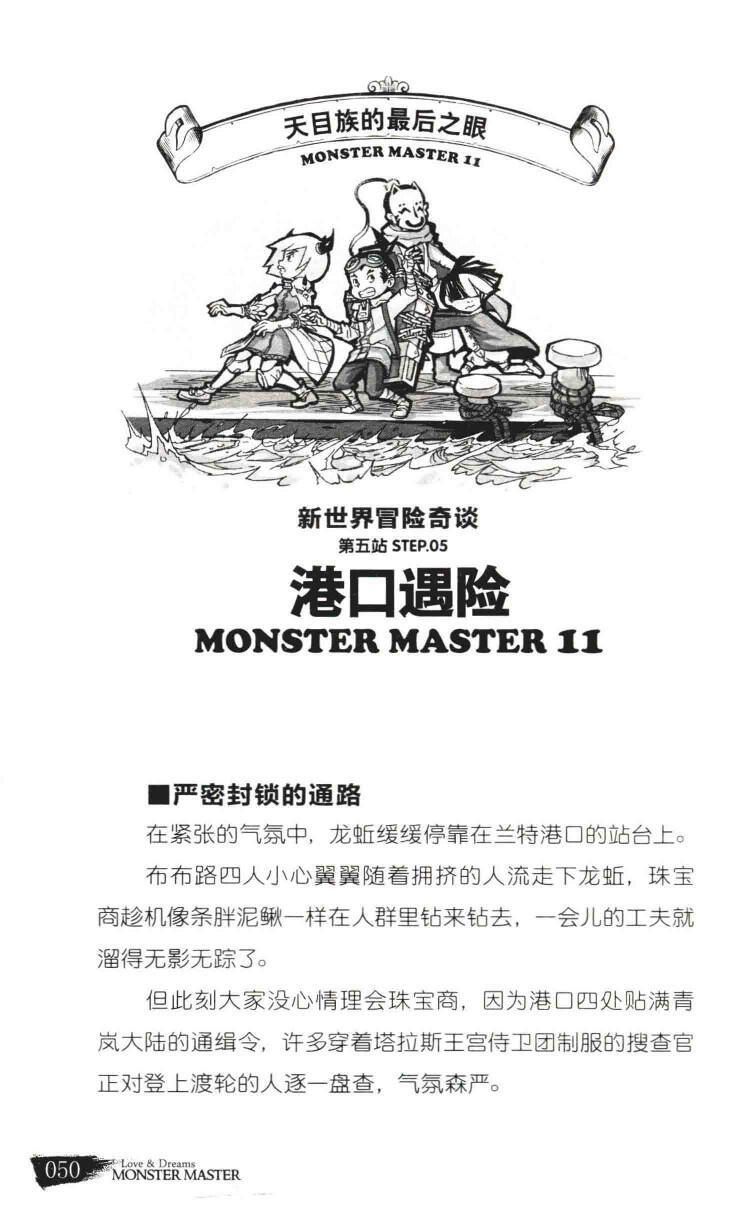 天目族的最后之眼
MONSTER MASTER 11
新世界冒险奇谈
第五站 STEP.05
港口遇险
MONSTER MASTER 11
■严密封锁的通路
在紧张的气氛中，龙蚯缓缓停靠在兰特港口的站台上。
布布路四人小心翼翼随着拥挤的人流走下龙蚯，珠宝
商趁机像条胖泥鳅一样在人群里钻来钻去，一会儿的工夫就
溜得无影无踪了。
但此刻大家没心情理会珠宝商，因为港口四处贴满青
岚大陆的通缉令，许多穿着塔拉斯王宫侍卫团制服的搜查官
正对登上渡轮的人逐一盘查，气氛森严。
050
Love & Dreams
MONSTER MASTER